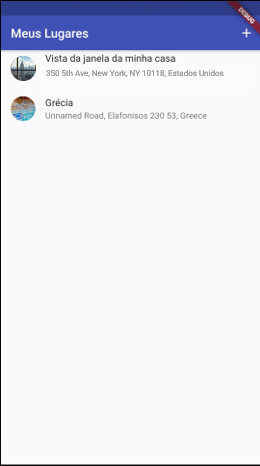 DEBUG
Meus Lugares
+
Vista da janela da minha casa
350 5th Ave, New York, NY 10118, Estados Unidos
Grécia
Unnamed Road, Elafonisos 230 53, Greece